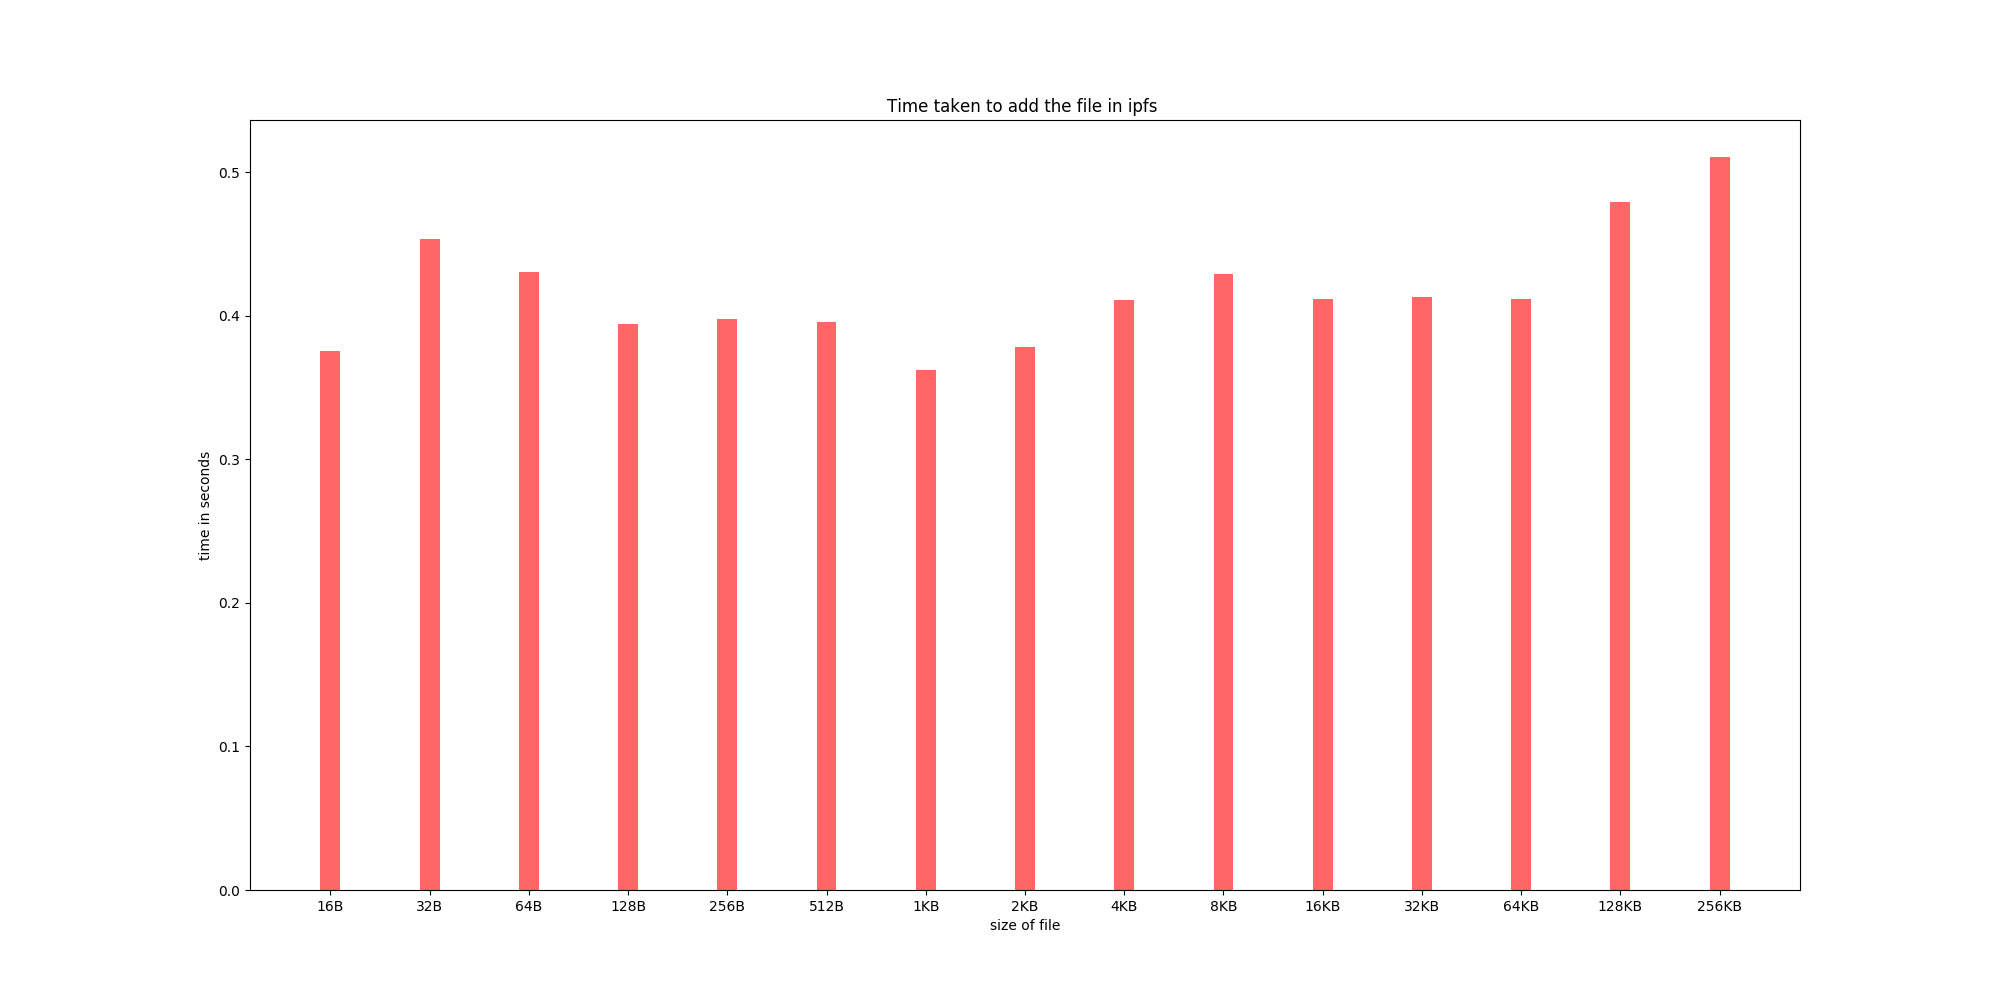 Time taken to add the file in ipfs
0.5
0.4
0.3
0.2
0.1
0.0
time in seconds
16B 32B 64B 128B 256B 512B 1KB 2KB 4KB 8KB 16KB 32KB 64KB 128KB 256KB
size of file